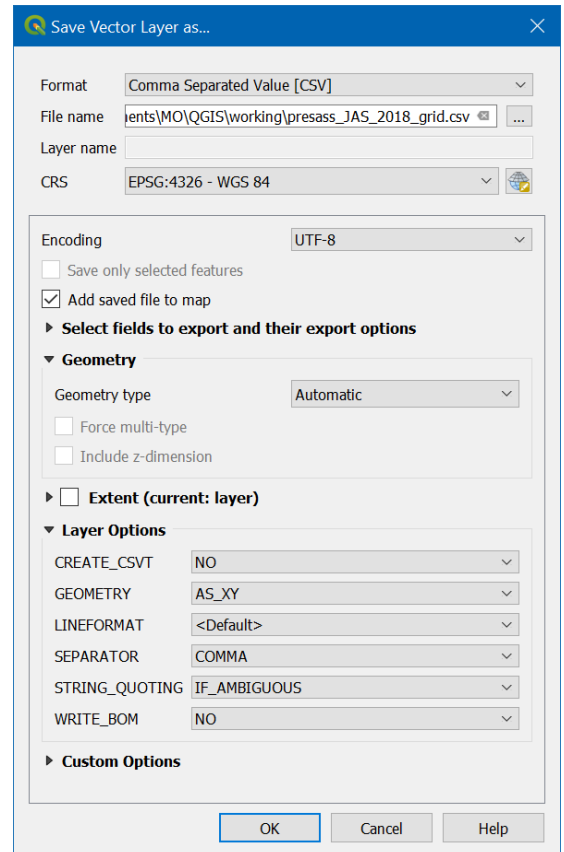 Save Vector Layer as...
Format Comma Separated Value [CSV]
File name ients\MO\QGIS\working\presass_JAS_2018_grid.csv ...
Layer name
CRS EPSG:4326 - WGS 84
Encoding UTF-8
Save only selected features
Add saved file to map
Select fields to export and their export options
Geometry
Geometry type Automatic
Force multi-type
Include z-dimension
Extent (current: layer)
Layer Options
CREATE_CSVT NO
GEOMETRY AS_XY
LINEFORMAT <Default>
SEPARATOR COMMA
STRING_QUOTING IF_AMBIGUOUS
WRITE_BOM NO
Custom Options
OK Cancel Help